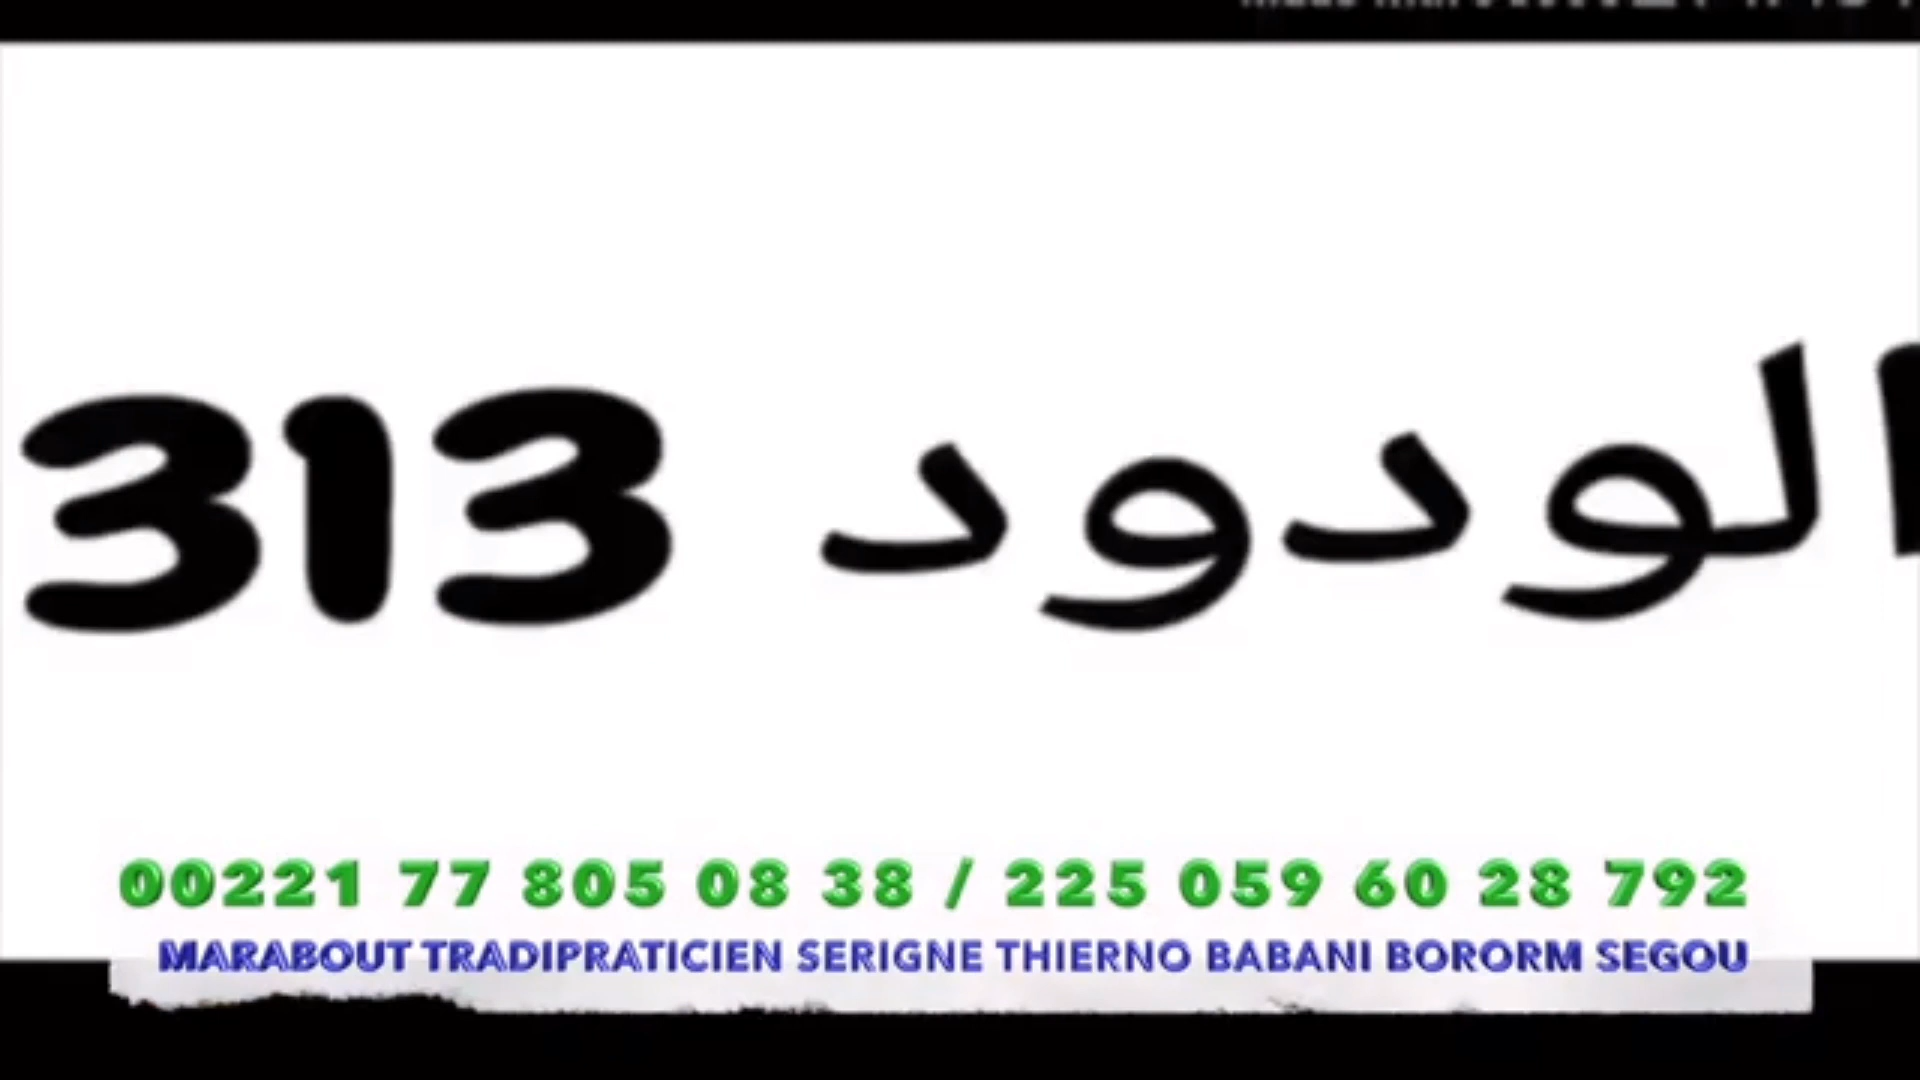 الودود 313
00221 77 805 08 38 / 225 059 60 28 792
MARABOUT TRADIPRATICIEN SERIGNE THIERNO BABANI BORORM SEGOU